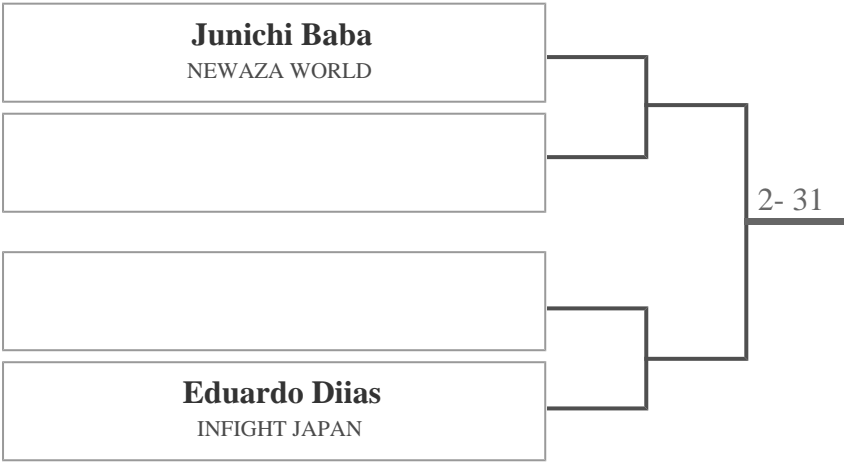 Junichi Baba
NEWAZA WORLD
2- 31
Eduardo Diias
INFIGHT JAPAN